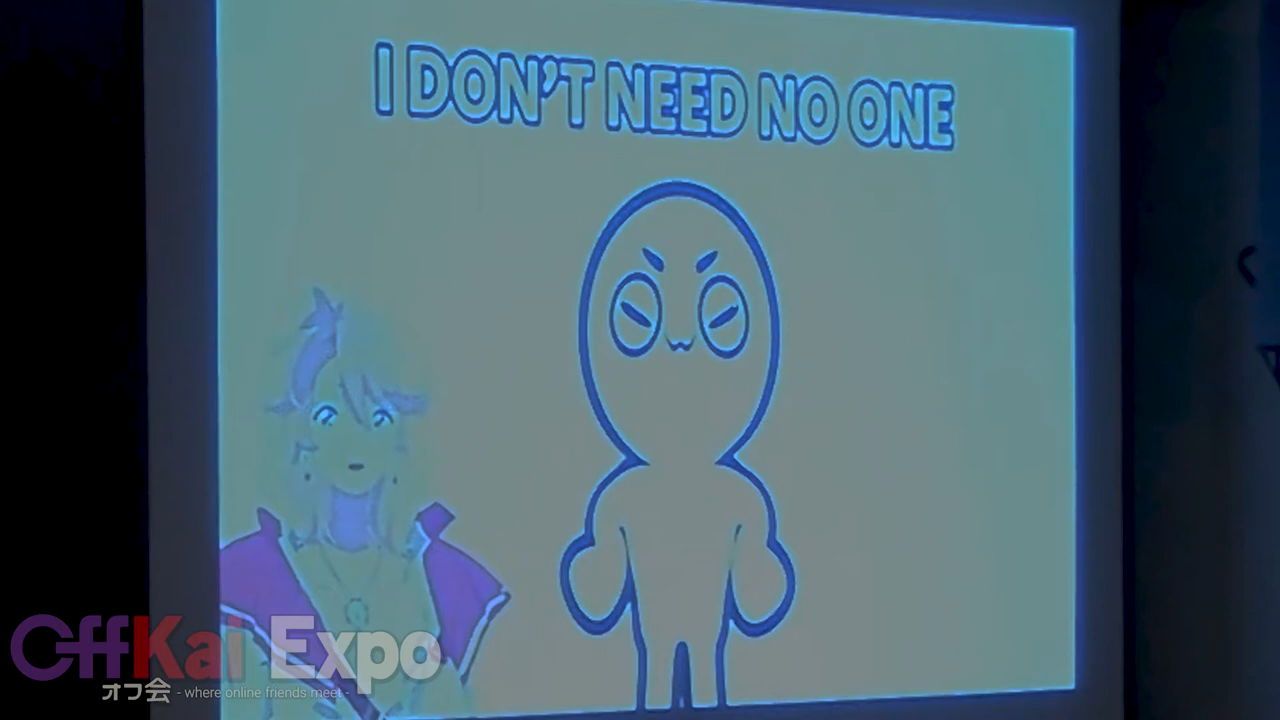 I DON'T NEED NO ONE
OffKai Expo
オフ会 - where online friends meet -